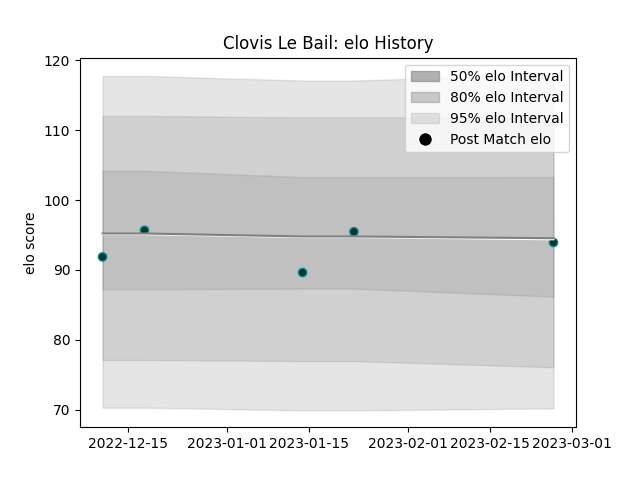 Clovis Le Bail: elo History
120
110
100
90
80
70
elo score
50% elo Interval
80% elo Interval
95% elo Interval
Post Match elo
2022-12-15 2023-01-01 2023-01-15 2023-02-01 2023-02-15 2023-03-01